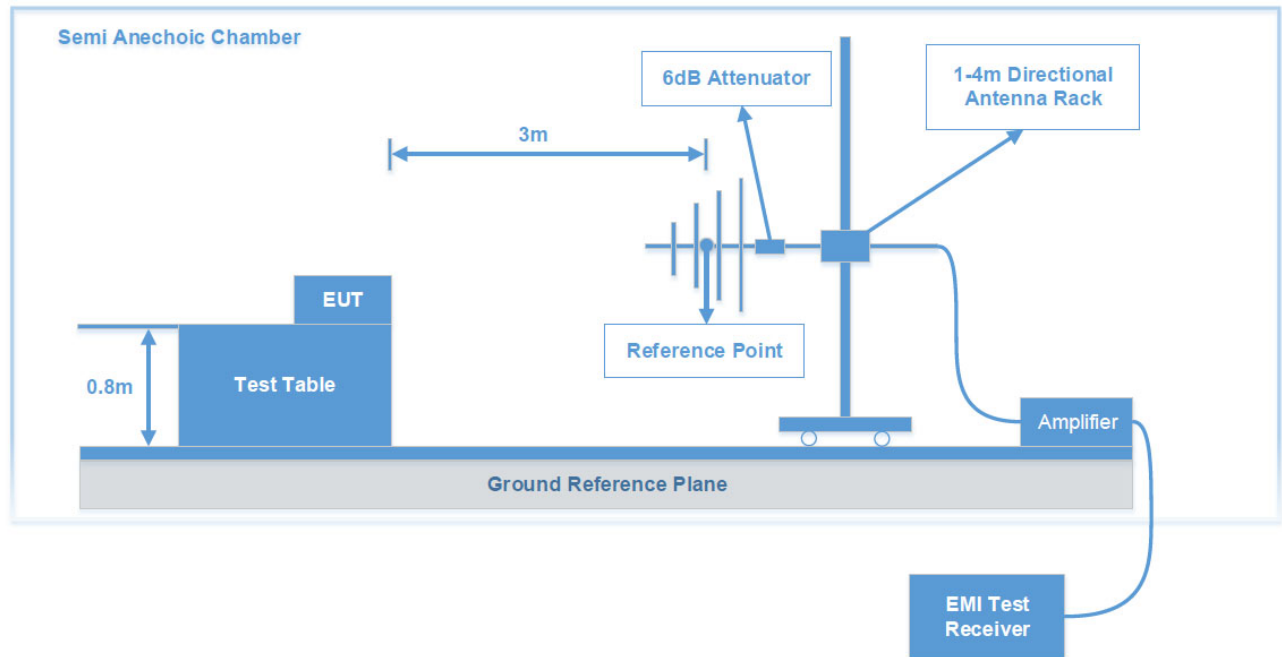 Semi Anechoic Chamber
6dB Attenuator
1-4m Directional
Antenna Rack
3m
EUT
Reference Point
0.8m
Test Table
Amplifier
Ground Reference Plane
EMI Test
Receiver